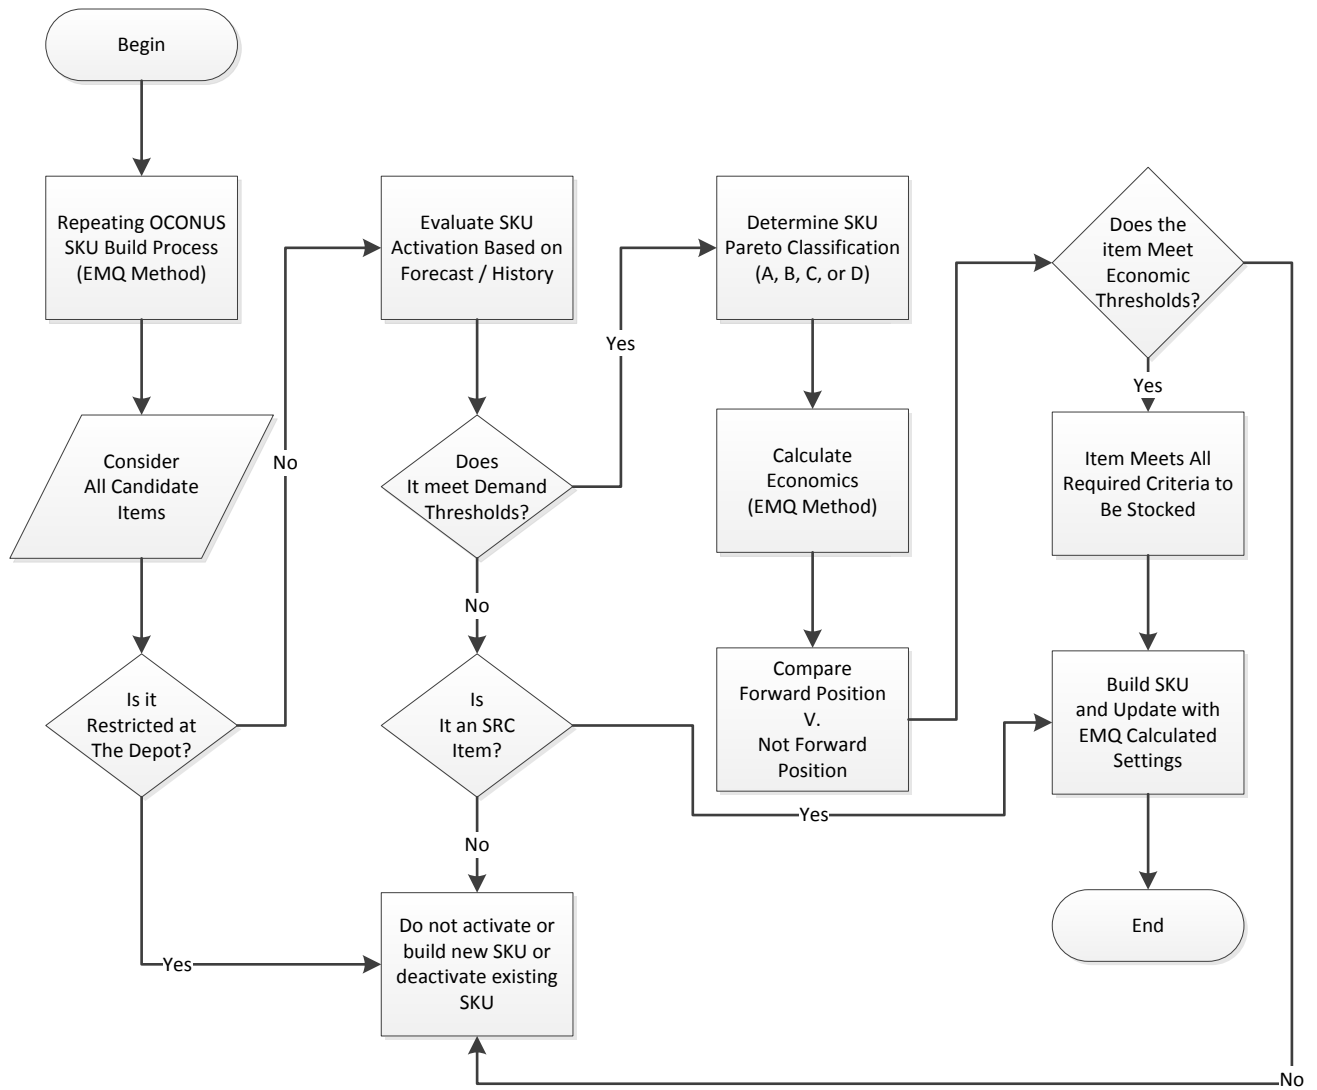 Begin
Repeating OCONUS
SKU Build Process
(EMQ Method)
Consider
All Candidate
Items
Is it
Restricted at
The Depot?
No
Yes
Evaluate SKU
Activation Based on
Forecast / History
Does
It meet Demand
Thresholds?
Yes
No
Is
It an SRC
Item?
Yes
No
Do not activate or
build new SKU or
deactivate existing
SKU
Determine SKU
Pareto Classification
(A, B, C, or D)
Calculate
Economics
(EMQ Method)
Compare
Forward Position
V.
Not Forward
Position
Does the
item Meet
Economic
Thresholds?
Yes
No
Item Meets All
Required Criteria to
Be Stocked
Build SKU
and Update with
EMQ Calculated
Settings
End